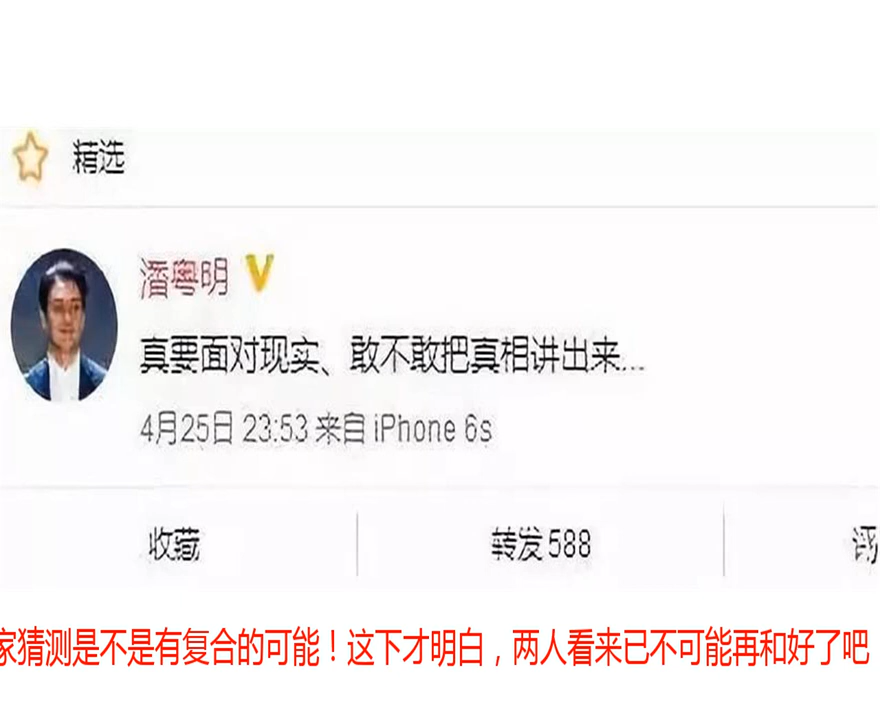 精选
潘粤明
真要面对现实、敢不敢把真相讲出来...
4月25日 23:53 来自 iPhone 6s
收藏
转发 588
家猜测是不是有复合的可能！这下才明白，两人看来已不可能再和好了吧